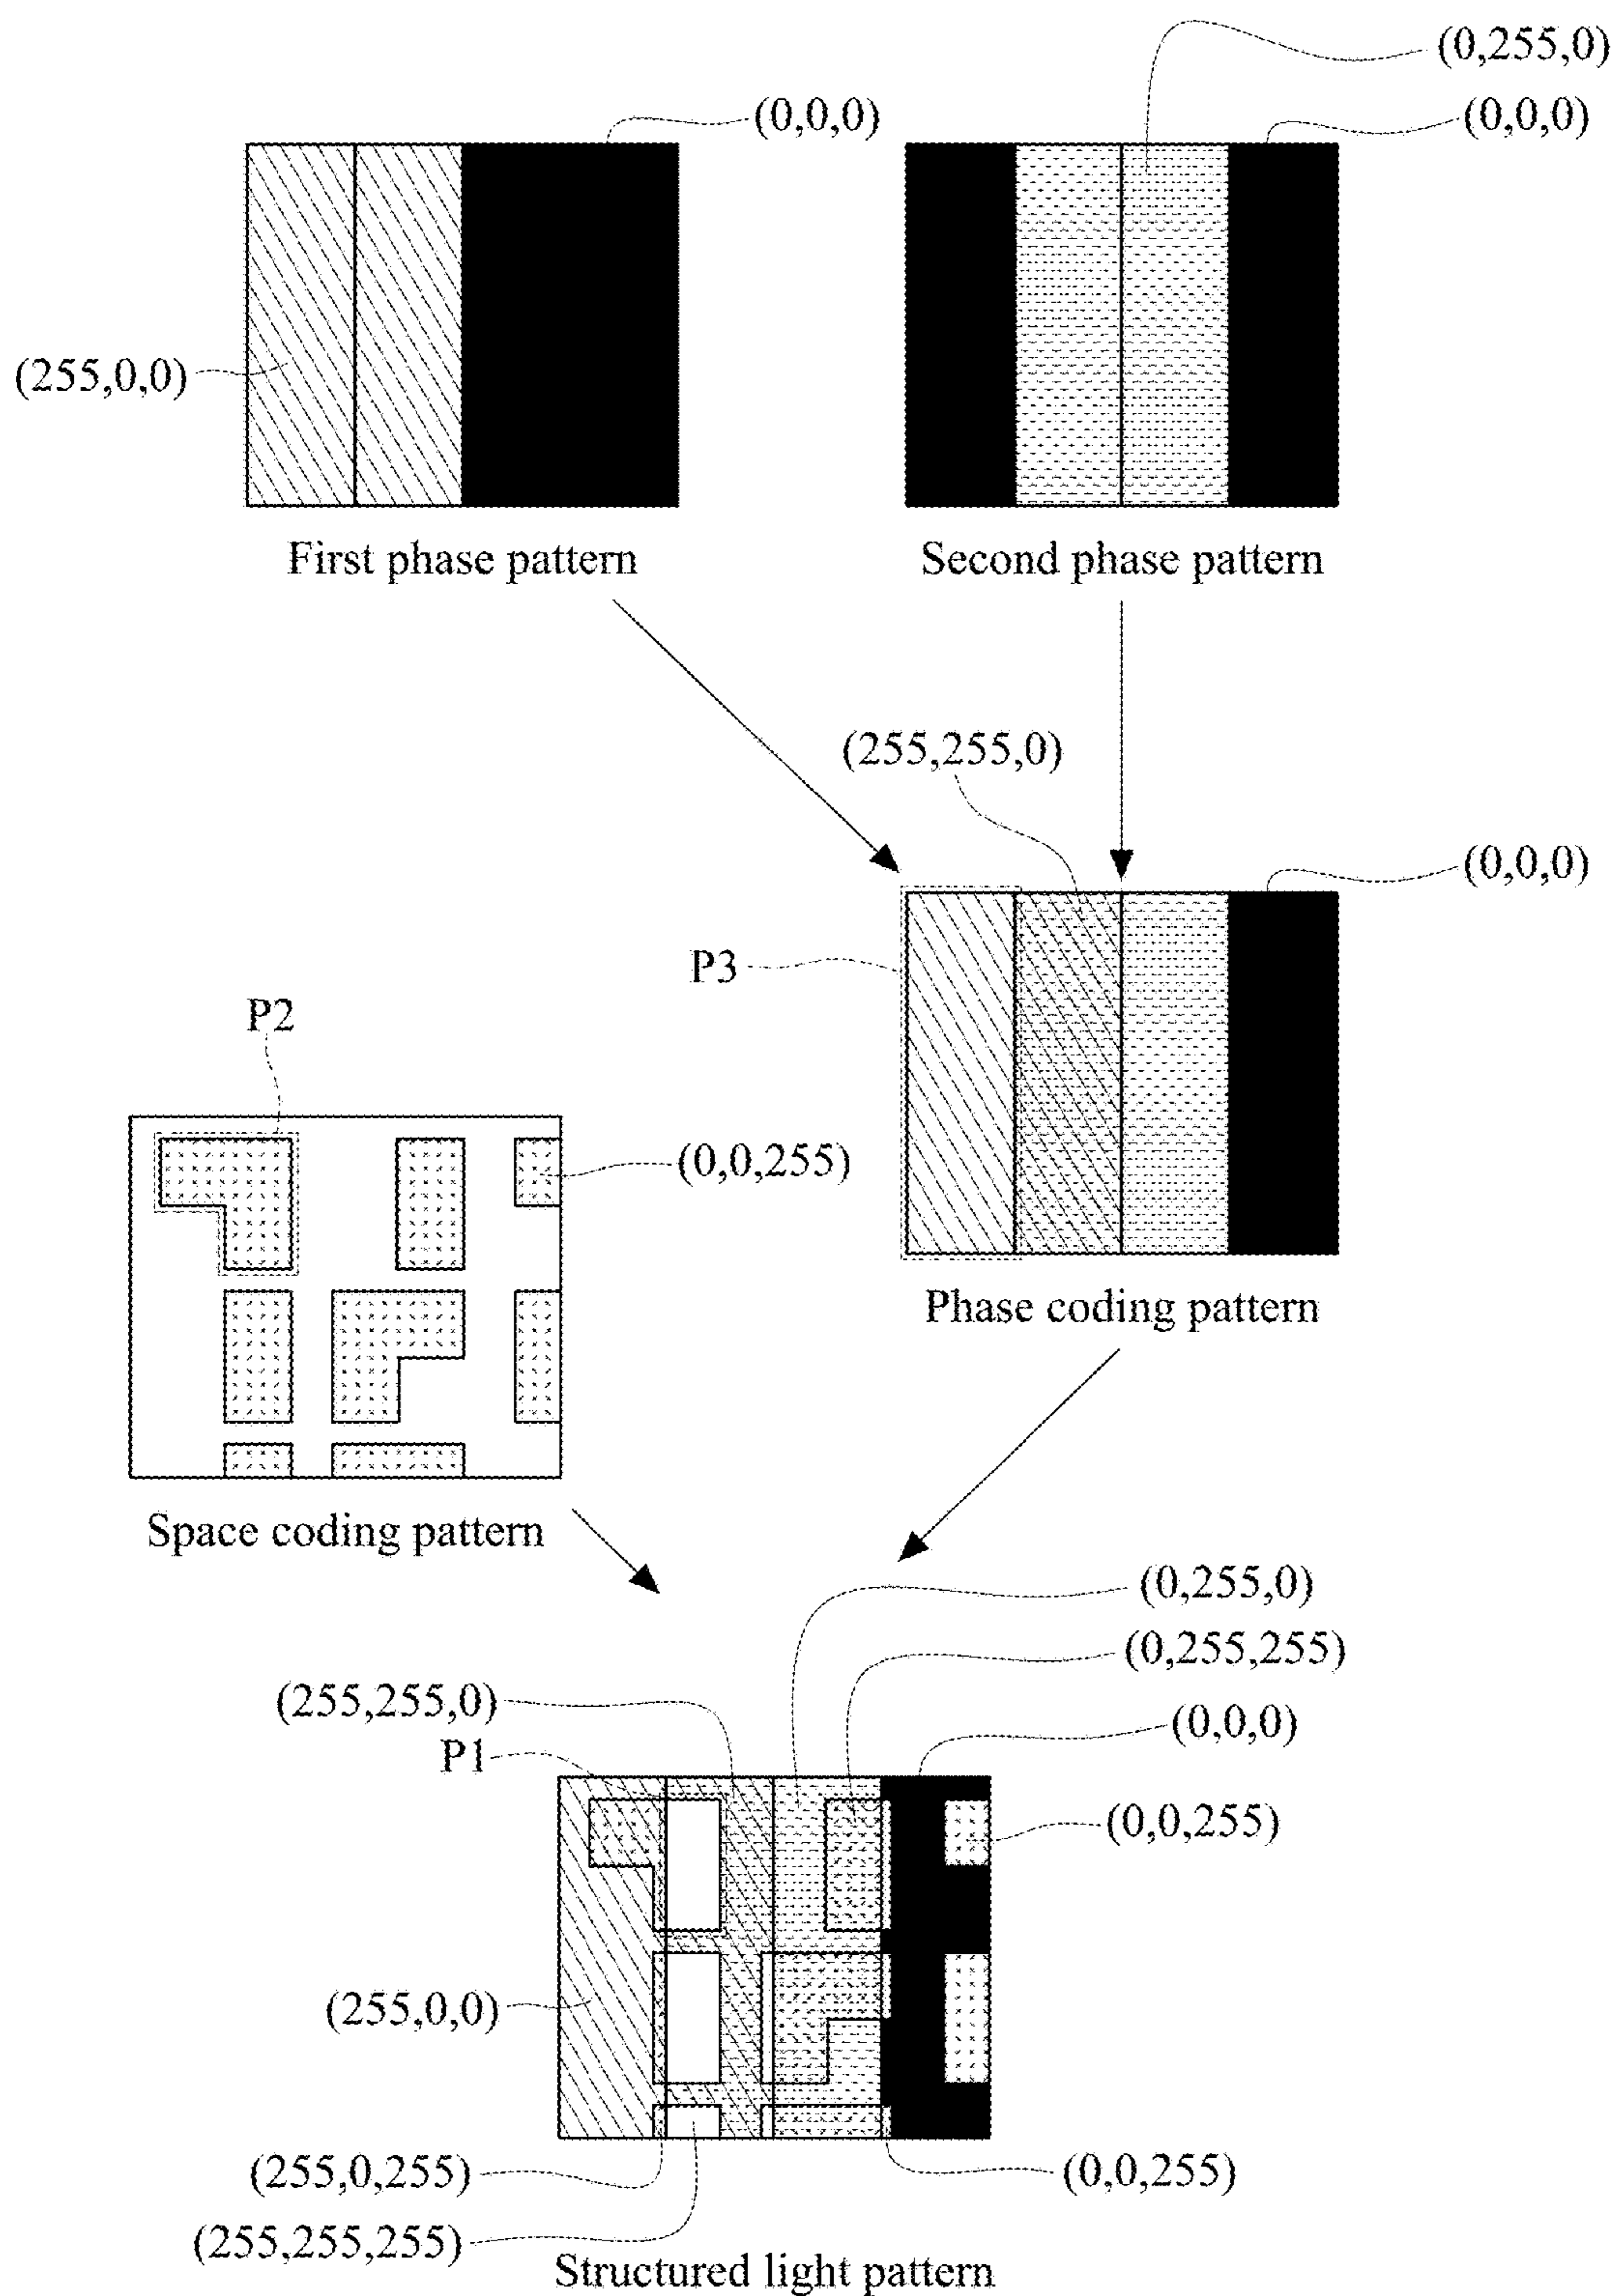 (0,255,0)
(0,0,0)
(0,0,0)
(255,0,0)
First phase pattern
Second phase pattern
(255,255,0)
(0,0,0)
P3
P2
(0,0,255)
Phase coding pattern
Space coding pattern
(0,255,0)
(0,255,255)
(255,255,0)
(0,0,0)
P1
(0,0,255)
(255,0,0)
(255,0,255)
(0,0,255)
(255,255,255)
Structured light pattern